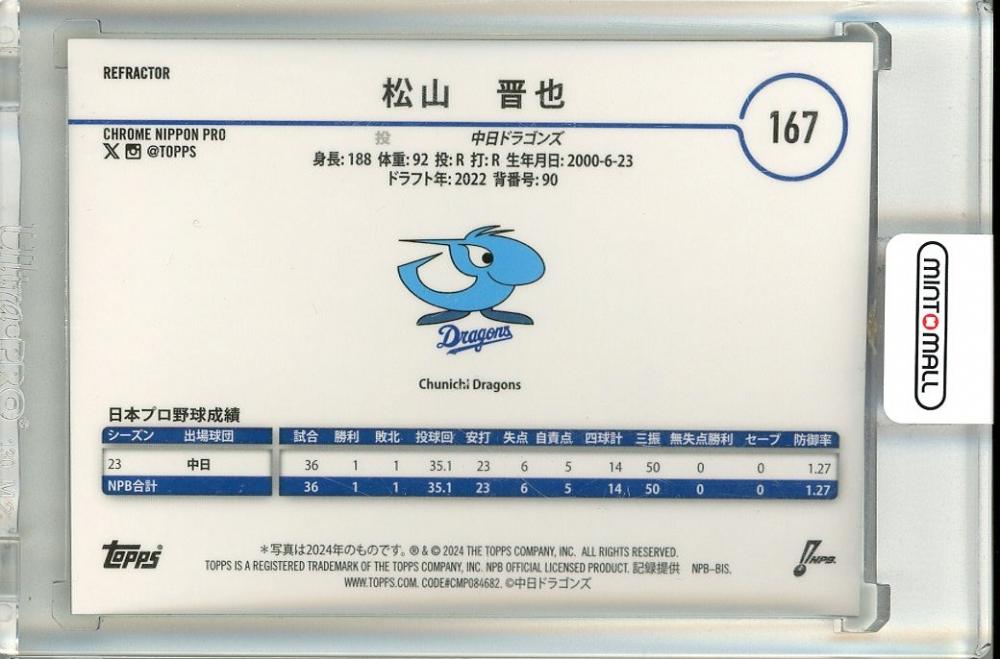 REFRACTOR
松山　晋也
167
CHROME NIPPON PRO
投　中日ドラゴンズ
@TOPPS
身長: 188 体重: 92 投: R 打: R 生年月日: 2000-6-23
ドラフト年: 2022 背番号: 90
Dragons
Chunichi Dragons
日本プロ野球成績
シーズン 出場球団 試合 勝利 敗北 投球回 安打 失点 自責点 四球計 三振 無失点勝利 セーブ 防御率
23 中日 36 1 1 35.1 23 6 5 14 50 0 0 1.27
NPB合計 36 1 1 35.1 23 6 5 14 50 0 0 1.27
topps
＊写真は2024年のものです。 ® & © 2024 THE TOPPS COMPANY, INC. ALL RIGHTS RESERVED.
TOPPS IS A REGISTERED TRADEMARK OF THE TOPPS COMPANY, INC. NPB OFFICIAL LICENSED PRODUCT. 記録提供 NPB-BIS.
WWW.TOPPS.COM. CODE#CMP084682. ©中日ドラゴンズ
NPB
MINTOMALL
Ultra PRO